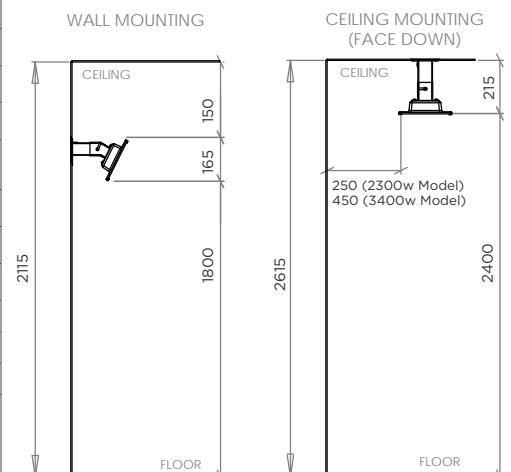 WALL MOUNTING
CEILING
150
165
1800
2115
FLOOR
CEILING MOUNTING
(FACE DOWN)
CEILING
215
250 (2300w Model)
450 (3400w Model)
2400
2615
FLOOR